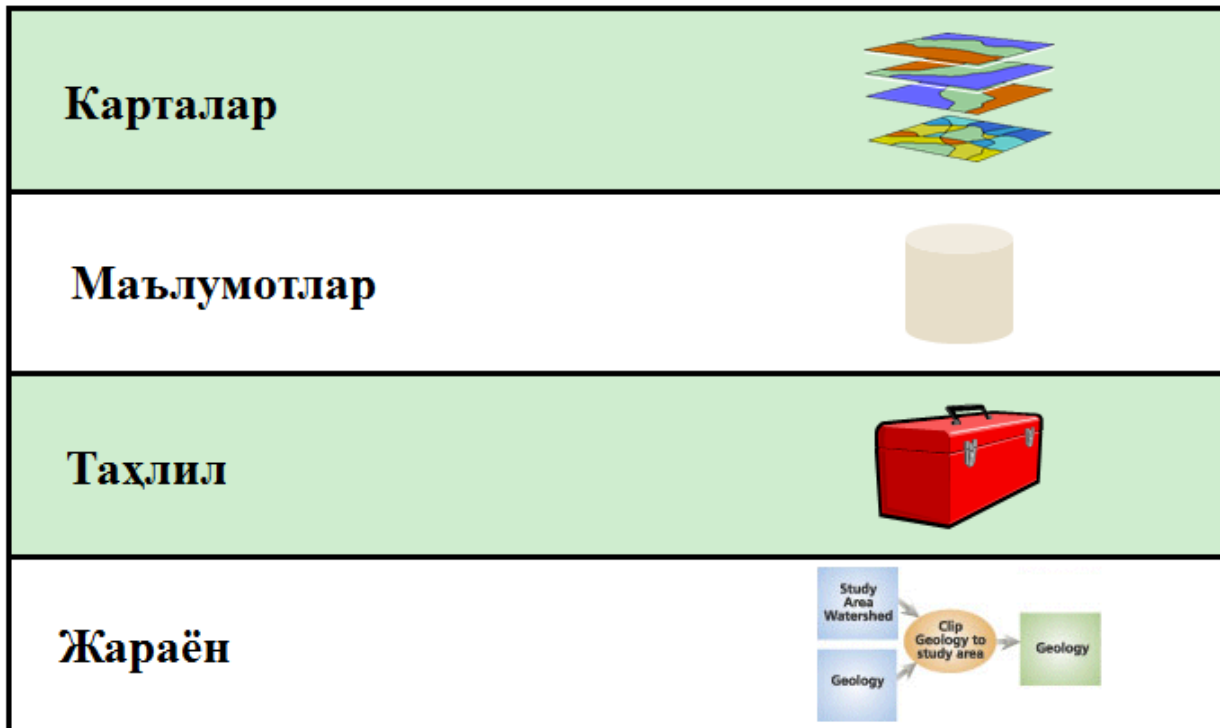 Карталар
Маълумотлар
Таҳлил
Жараён
Study
Area
Watershed
Geology
Clip
Geology to
study area
Geology